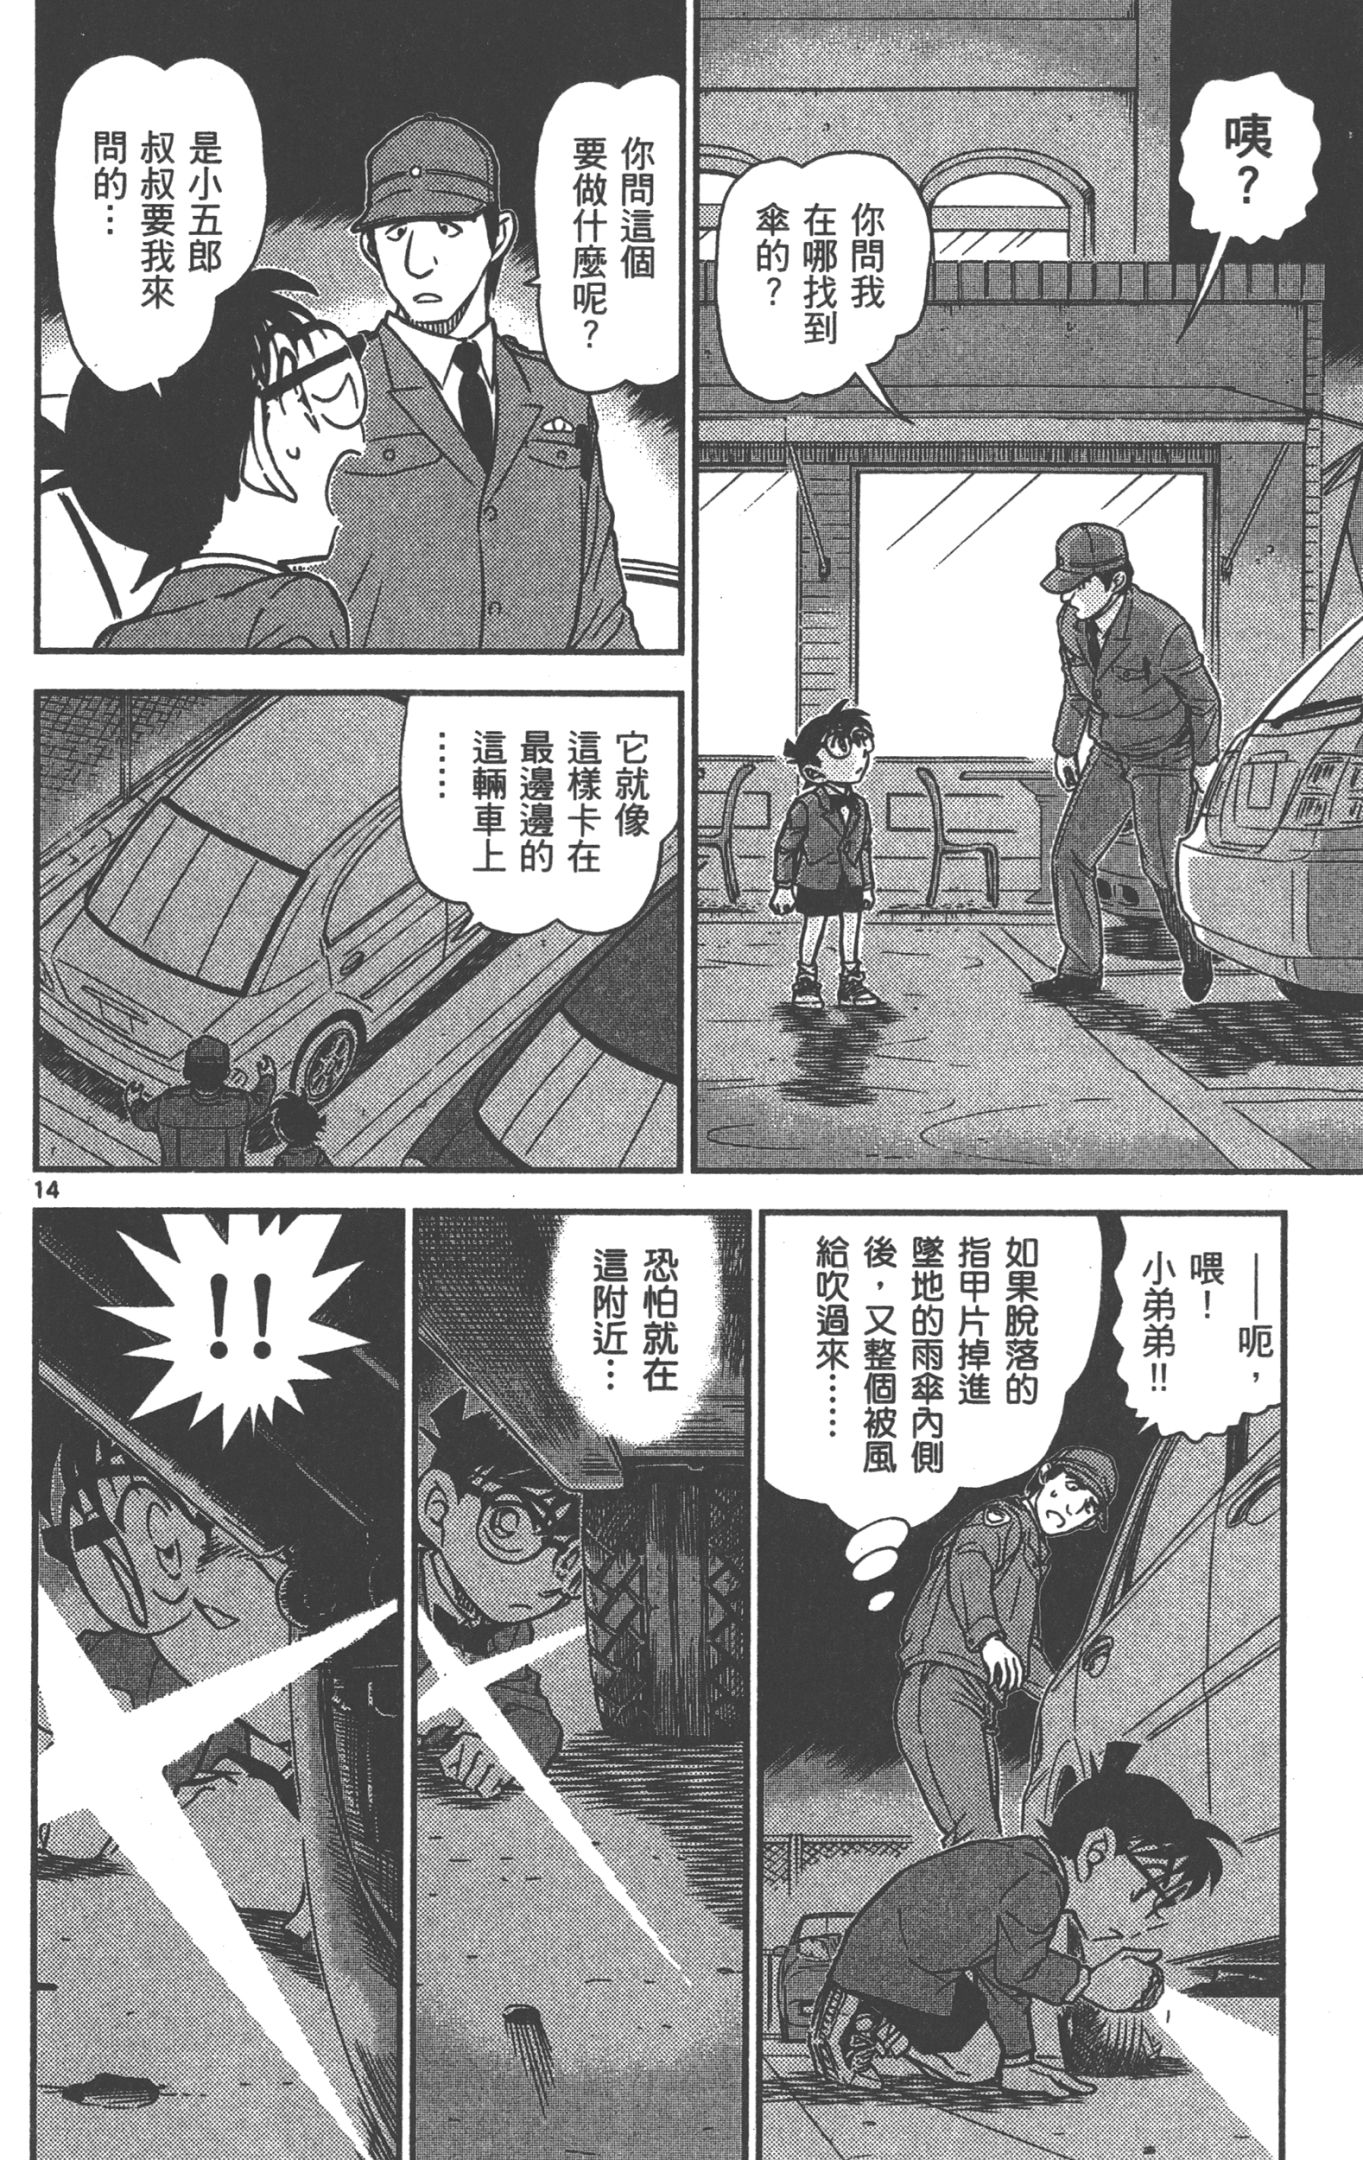 咦？
你問我
在哪找到
傘的？
你問這個
要做什麼呢？
是小五郎
叔叔要我來
問的…
它就像
這樣卡在
最邊邊的
這輛車上
……
14
——呃，
喂！
小弟弟!!
如果脫落的
指甲片掉進
墜地的雨傘內側
後，又整個被風
給吹過來……
恐怕就在
這附近…
!!